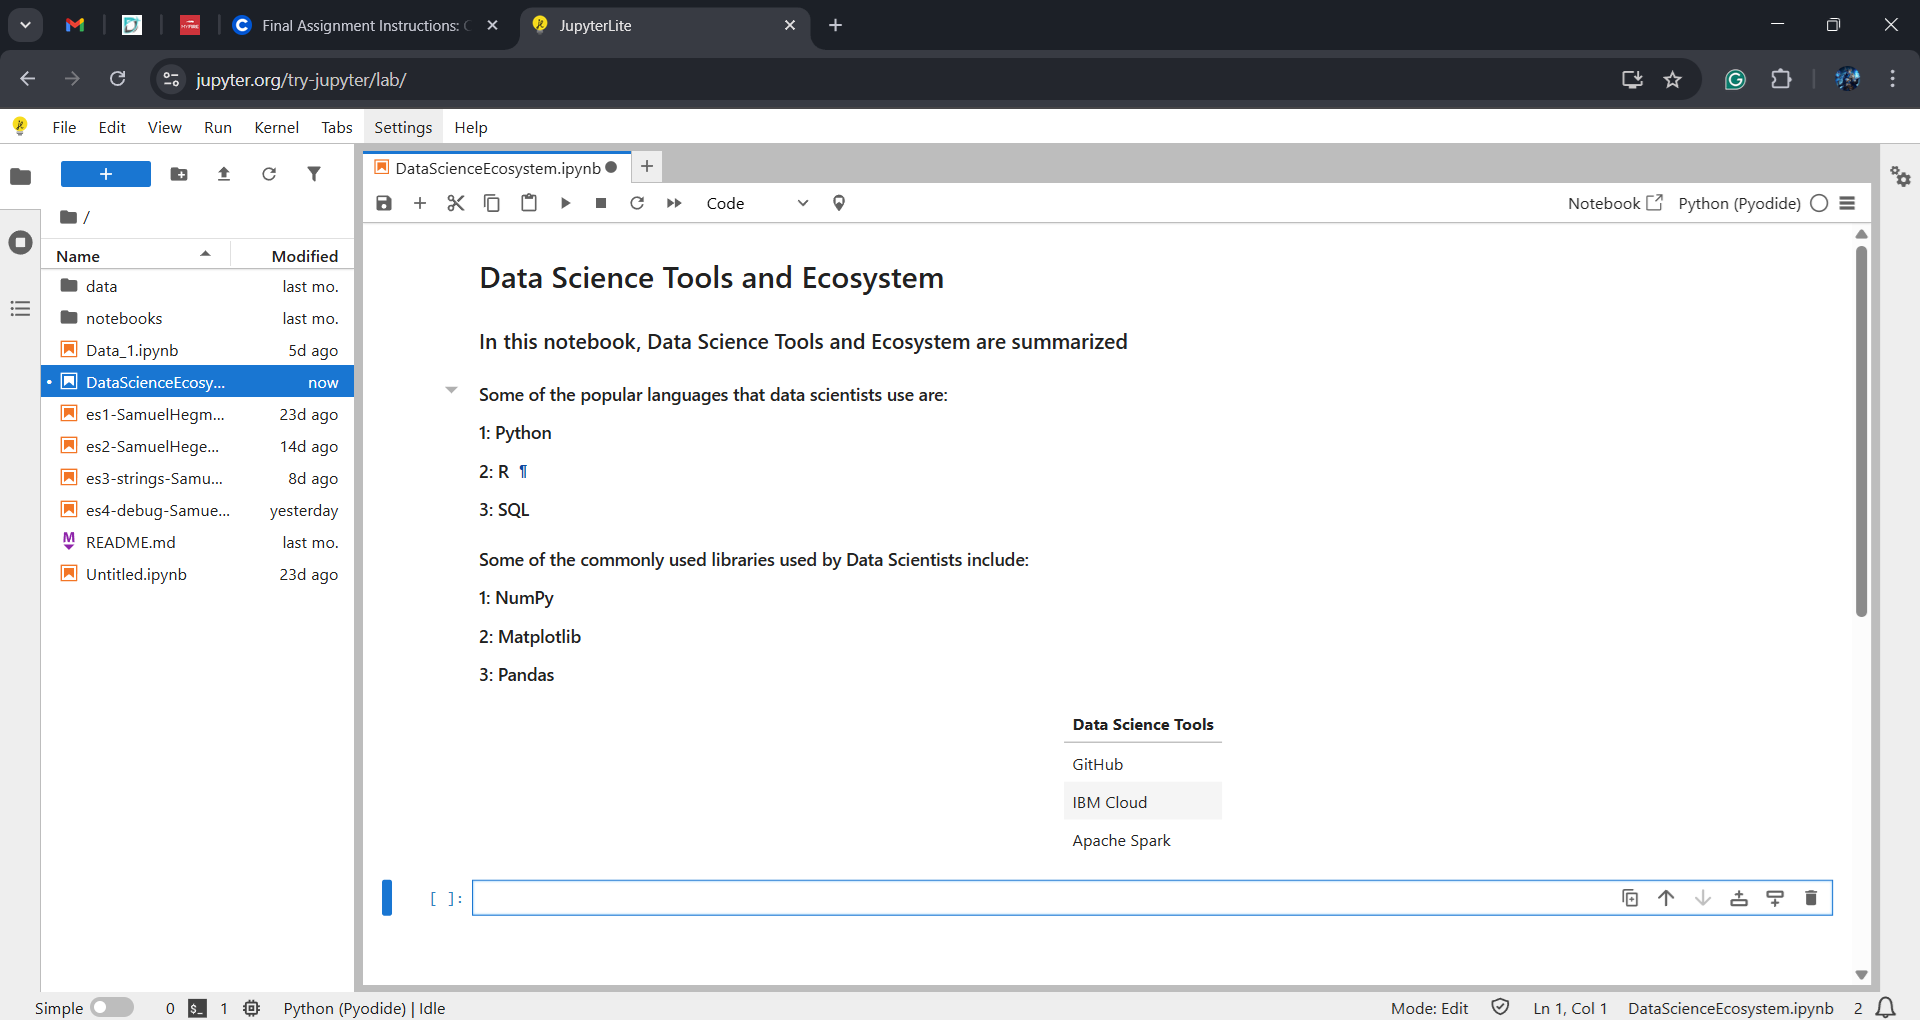 Final Assignment Instructions: C
JupyterLite
jupyter.org/try-jupyter/lab/
File Edit View Run Kernel Tabs Settings Help
DataScienceEcosystem.ipynb
Code
Notebook Python (Pyodide)
/
Name Modified
data last mo.
notebooks last mo.
Data_1.ipynb 5d ago
DataScienceEcosy... now
es1-SamuelHegm... 23d ago
es2-SamuelHege... 14d ago
es3-strings-Samu... 8d ago
es4-debug-Samue... yesterday
README.md last mo.
Untitled.ipynb 23d ago
Data Science Tools and Ecosystem
In this notebook, Data Science Tools and Ecosystem are summarized
Some of the popular languages that data scientists use are:
1: Python
2: R ¶
3: SQL
Some of the commonly used libraries used by Data Scientists include:
1: NumPy
2: Matplotlib
3: Pandas
Data Science Tools
GitHub
IBM Cloud
Apache Spark
[ ]:
Simple 0 $_ 1 Python (Pyodide) | Idle Mode: Edit Ln 1, Col 1 DataScienceEcosystem.ipynb 2